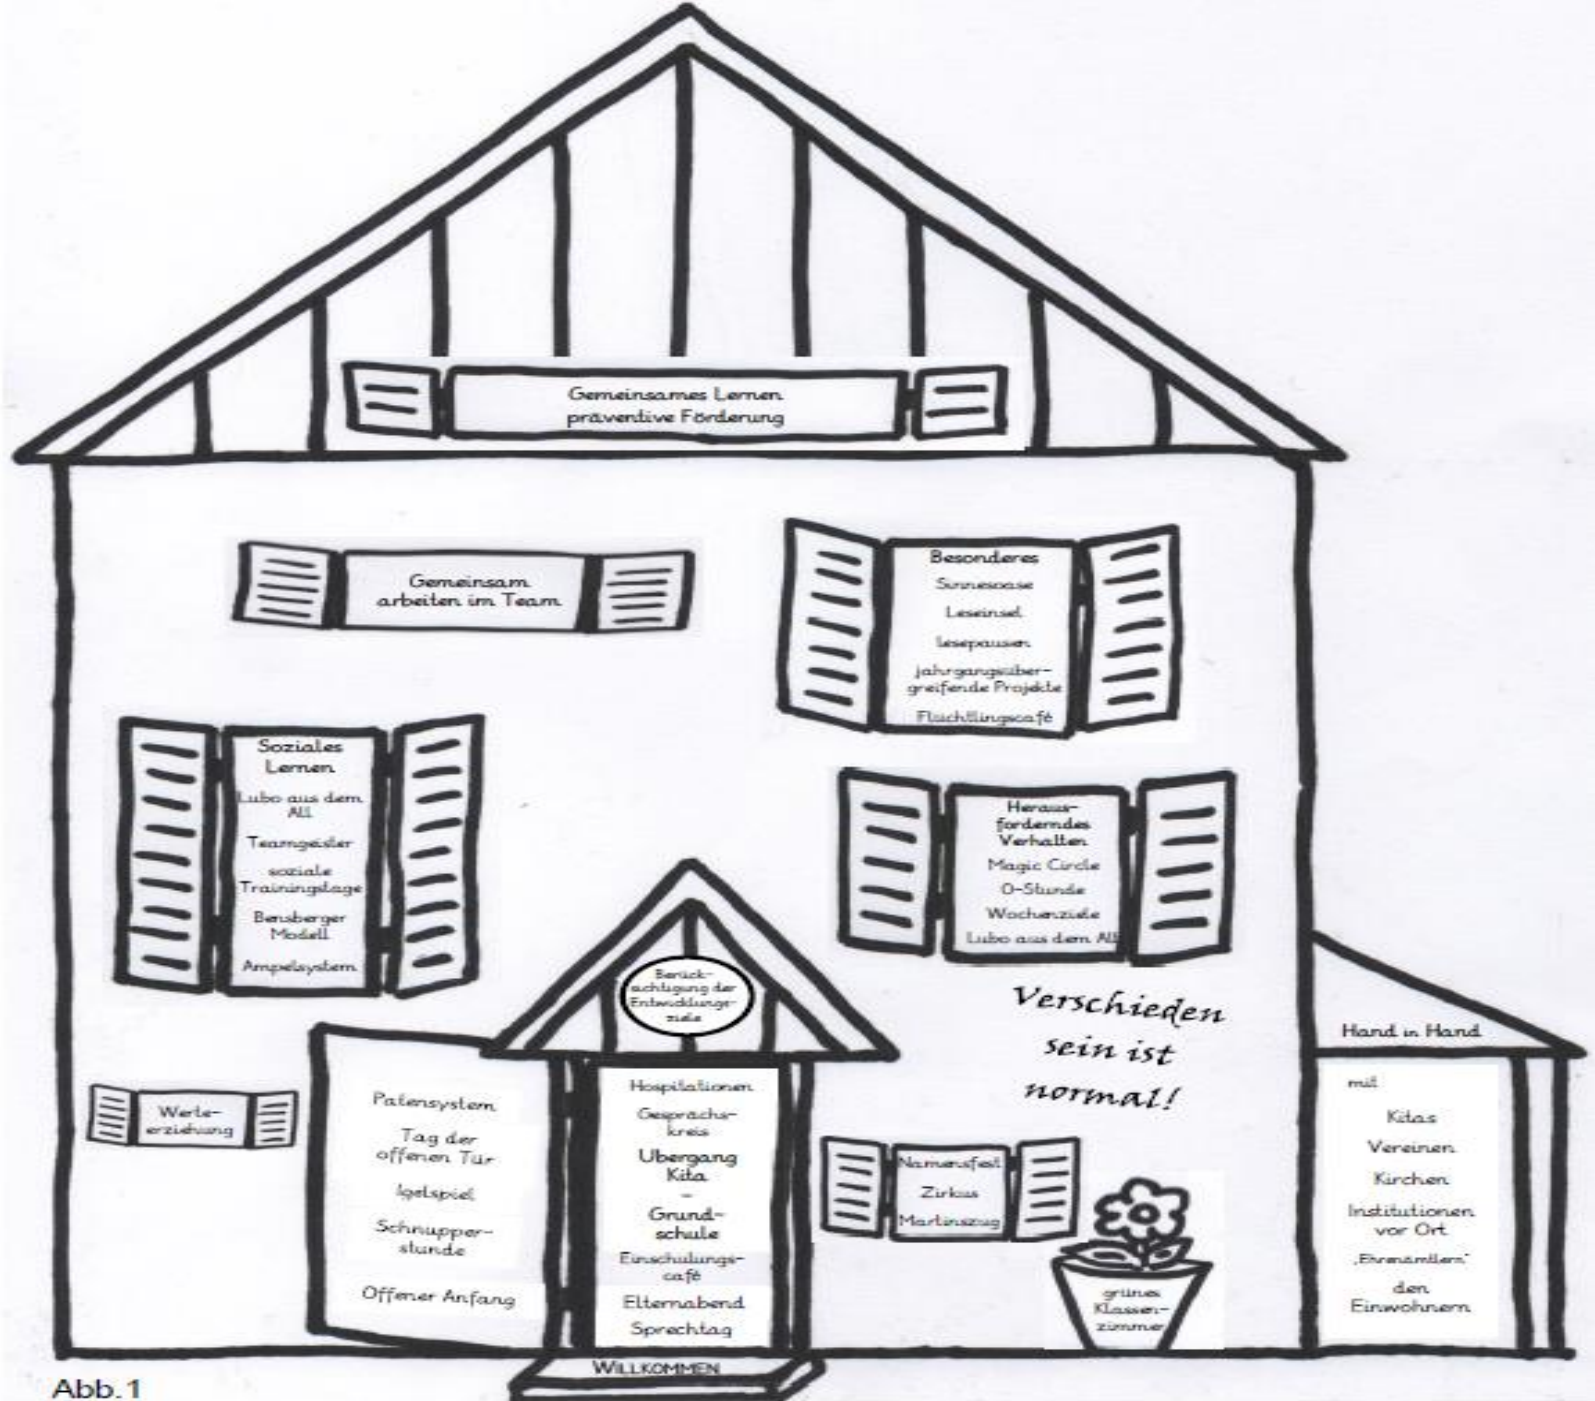 Gemeinsames Lernen
präventive Förderung
Gemeinsam
arbeiten im Team
Besonderes
Sinnesoase
Leseinsel
lesepausen
jahrgangsüber-
greifende Projekte
Flüchtlingscafé
Soziales
Lernen
Lubo aus dem
All
Teamgeister
soziale
Trainingstage
Bensberger
Modell
Ampelsystem
Heraus-
forderndes
Verhalten
Magic Circle
0-Stunde
Wochenziele
Lubo aus dem All
Berück-
sichtigung der
Entwicklungs-
ziele
Verschieden
sein ist
normal!
Werte-
erziehung
Patensystem
Tag der
offenen Tür
Igelspiel
Schnupper-
stunde
Offener Anfang
Hospitationen
Gesprächs-
kreis
Übergang
Kita
-
Grund-
schule
Einschulungs-
café
Elternabend
Sprechtag
Namensfest
Zirkus
Martinszug
grünes
Klassen-
zimmer
Hand in Hand
mit
Kitas
Vereinen
Kirchen
Institutionen
vor Ort
„Ehrenämtlern"
den
Einwohnern
WILLKOMMEN
Abb.1